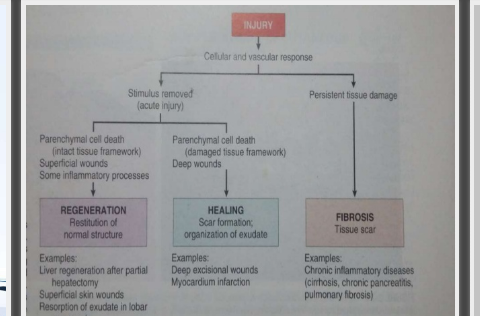 INJURY
Cellular and vascular response
Stimulus removed
(acute injury)
Persistent tissue damage
Parenchymal cell death
(intact tissue framework)
Superficial wounds
Some inflammatory processes
Parenchymal cell death
(damaged tissue framework)
Deep wounds
REGENERATION
Restitution of
normal structure
HEALING
Scar formation;
organization of exudate
FIBROSIS
Tissue scar
Examples:
Liver regeneration after partial
hepatectomy
Superficial skin wounds
Resorption of exudate in lobar
Examples:
Deep excisional wounds
Myocardium infarction
Examples:
Chronic inflammatory diseases
(cirrhosis, chronic pancreatitis,
pulmonary fibrosis)